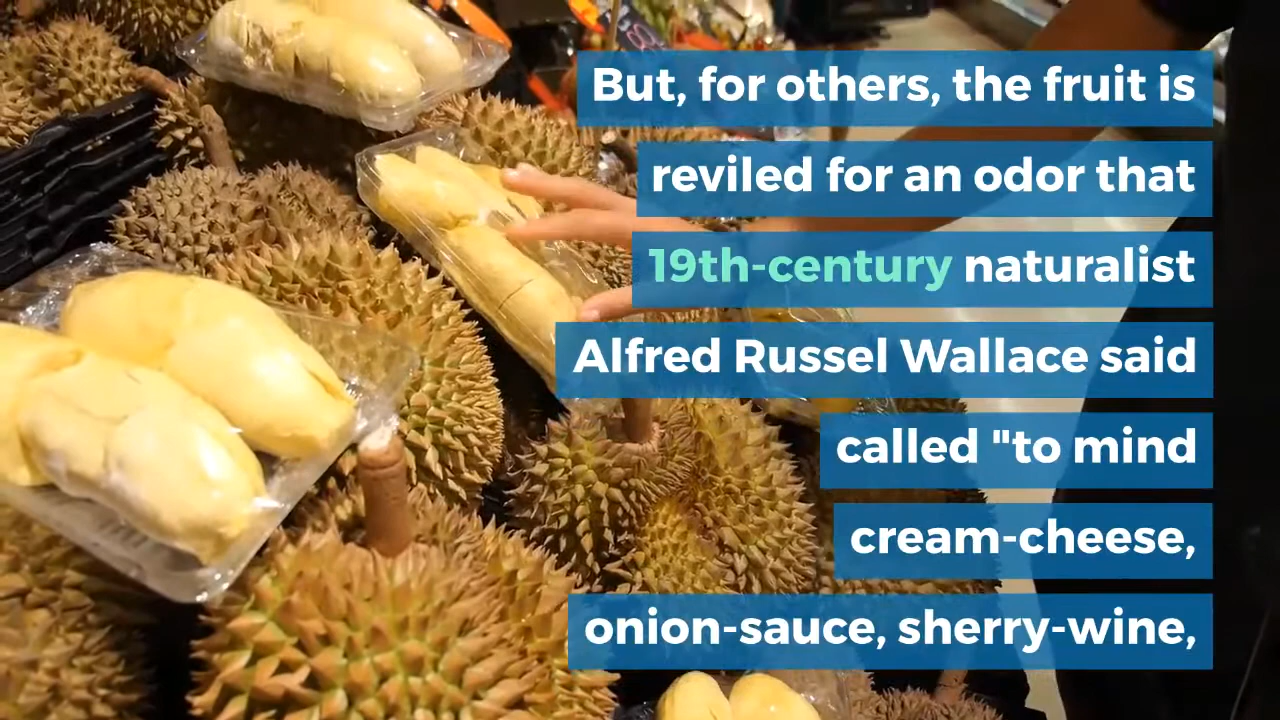 But, for others, the fruit is
reviled for an odor that
19th-century naturalist
Alfred Russel Wallace said
called "to mind
cream-cheese,
onion-sauce, sherry-wine,